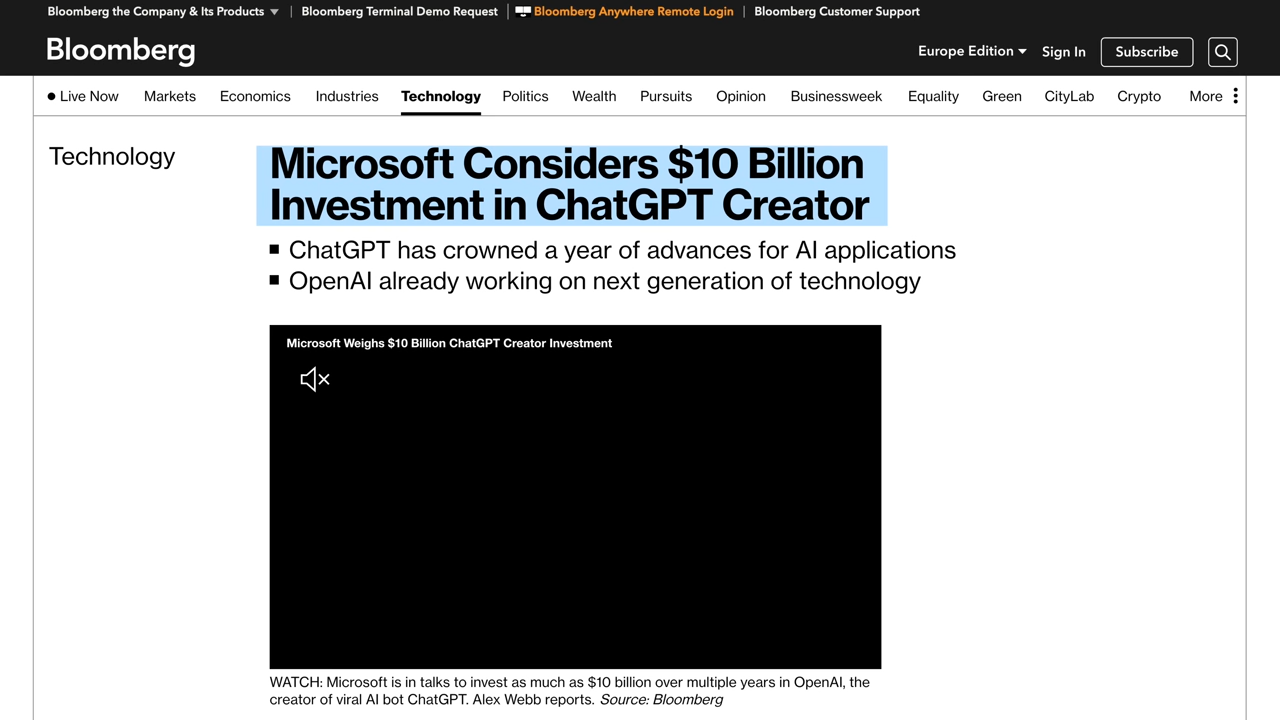 Bloomberg the Company & Its Products
Bloomberg Terminal Demo Request
Bloomberg Anywhere Remote Login
Bloomberg Customer Support
Bloomberg
Europe Edition
Sign In
Subscribe
Live Now
Markets
Economics
Industries
Technology
Politics
Wealth
Pursuits
Opinion
Businessweek
Equality
Green
CityLab
Crypto
More
Technology
Microsoft Considers $10 Billion
Investment in ChatGPT Creator
ChatGPT has crowned a year of advances for AI applications
OpenAI already working on next generation of technology
Microsoft Weighs $10 Billion ChatGPT Creator Investment
WATCH: Microsoft is in talks to invest as much as $10 billion over multiple years in OpenAI, the
creator of viral AI bot ChatGPT. Alex Webb reports. Source: Bloomberg